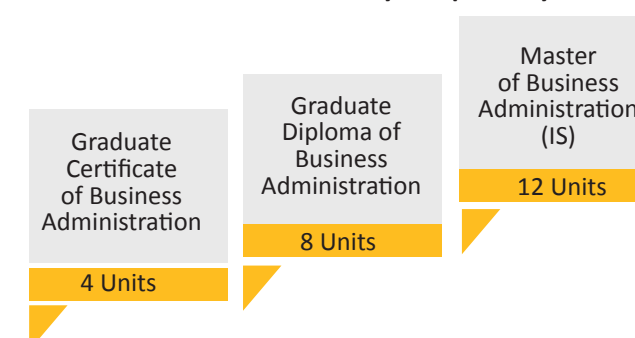 Graduate
Certificate
of Business
Administration
4 Units
Graduate
Diploma of
Business
Administration
8 Units
Master
of Business
Administration
(IS)
12 Units